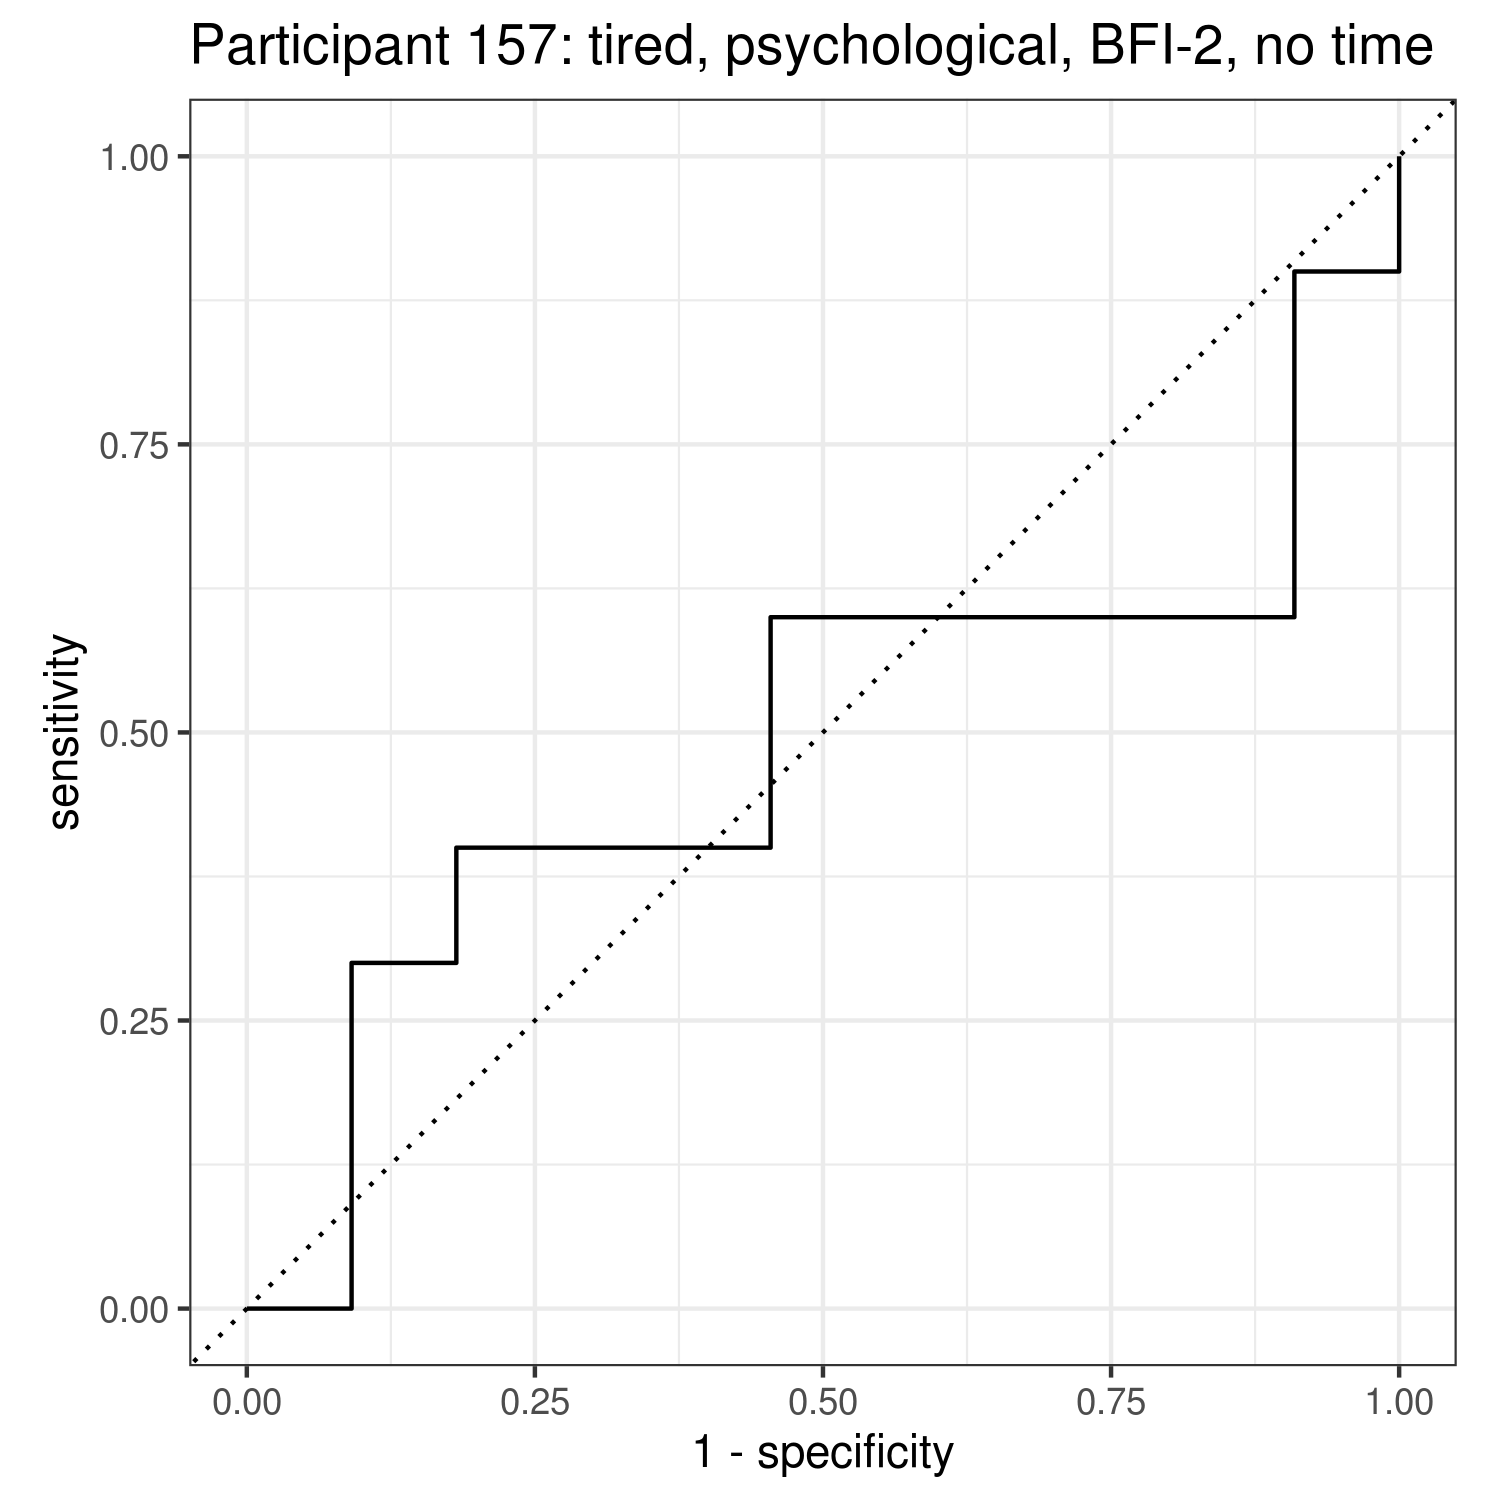 Participant 157: tired, psychological, BFI-2, no time
1.00
0.75
0.50
0.25
0.00
sensitivity
0.00 0.25 0.50 0.75 1.00
1 - specificity